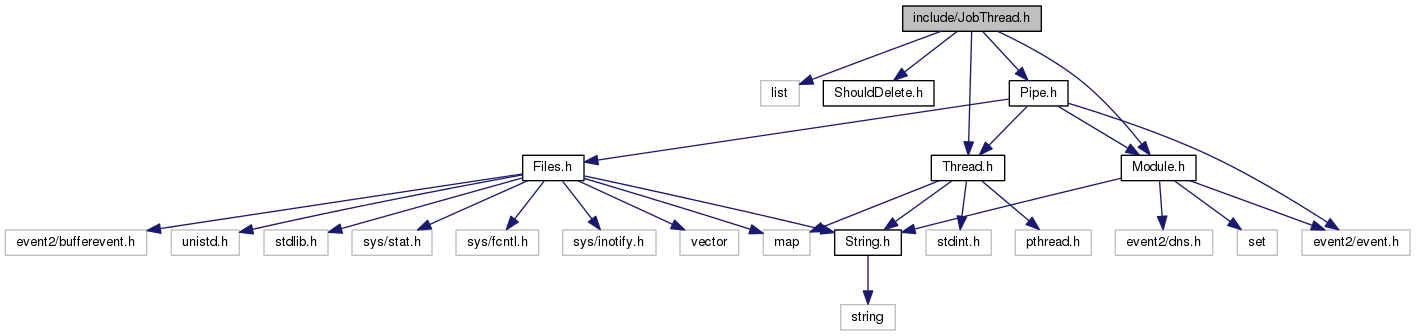 include/JobThread.h
list
ShouldDelete.h
Pipe.h
Files.h
Thread.h
Module.h
event2/bufferevent.h
unistd.h
stdlib.h
sys/stat.h
sys/fcntl.h
sys/inotify.h
vector
map
String.h
stdint.h
pthread.h
event2/dns.h
set
event2/event.h
string